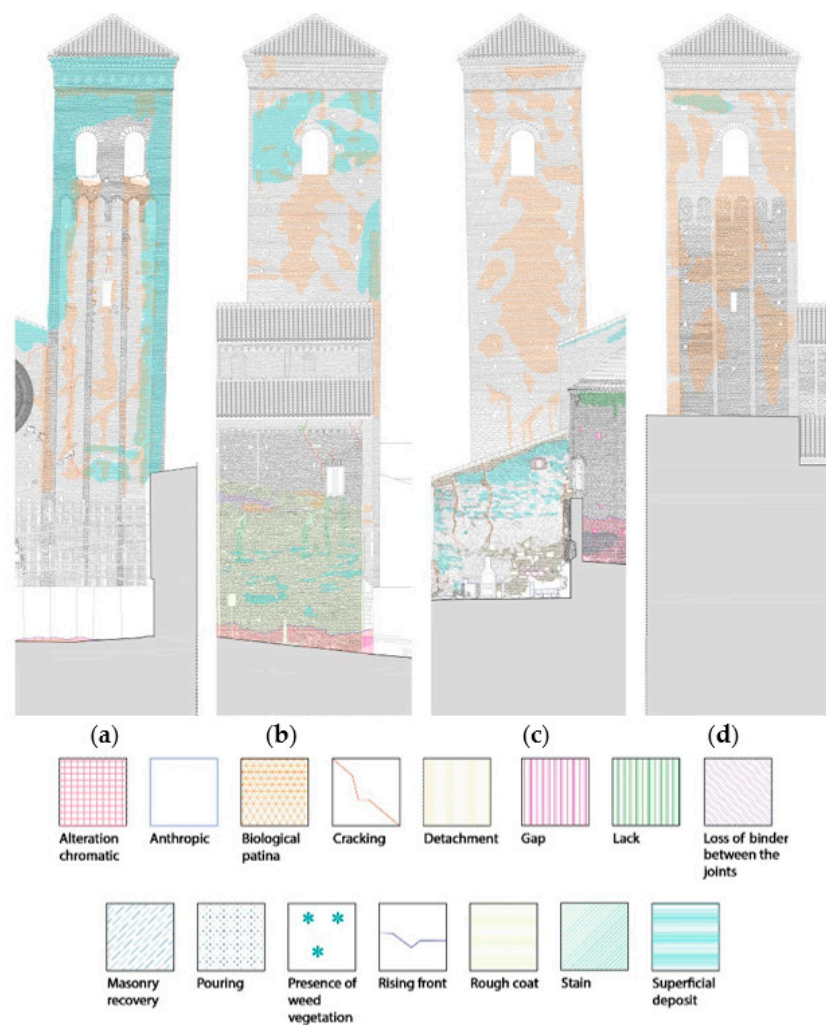 (a) (b) (c) (d)
Alteration Anthropic Biological Cracking Detachment Gap Lack Loss of binder
chromatic patina between the
joints
Masonry Pouring Presence of Rising front Rough coat Stain Superficial
recovery weed deposit
vegetation